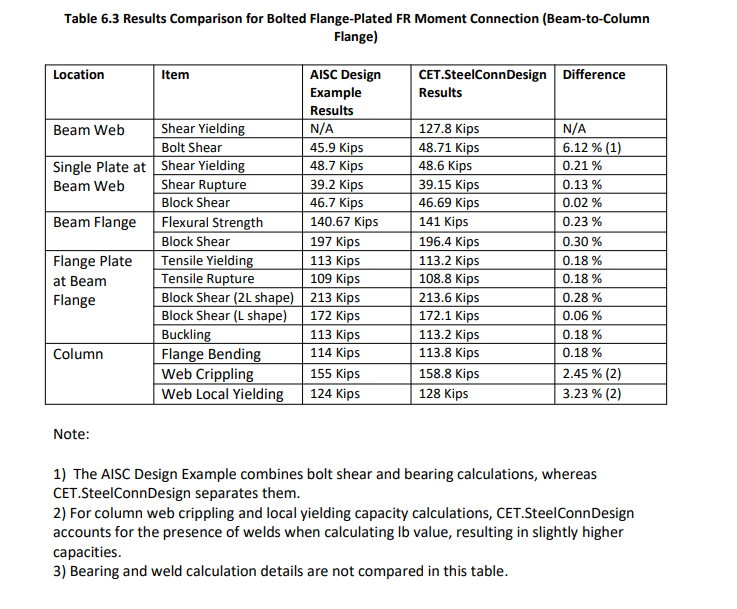 Table 6.3 Results Comparison for Bolted Flange-Plated FR Moment Connection (Beam-to-Column
Flange)
Location Item AISC Design Example Results CET.SteelConnDesign Results Difference
Beam Web Shear Yielding N/A 127.8 Kips N/A
Bolt Shear 45.9 Kips 48.71 Kips 6.12 % (1)
Single Plate at Beam Web Shear Yielding 48.7 Kips 48.6 Kips 0.21 %
Shear Rupture 39.2 Kips 39.15 Kips 0.13 %
Block Shear 46.7 Kips 46.69 Kips 0.02 %
Beam Flange Flexural Strength 140.67 Kips 141 Kips 0.23 %
Block Shear 197 Kips 196.4 Kips 0.30 %
Flange Plate at Beam Flange Tensile Yielding 113 Kips 113.2 Kips 0.18 %
Tensile Rupture 109 Kips 108.8 Kips 0.18 %
Block Shear (2L shape) 213 Kips 213.6 Kips 0.28 %
Block Shear (L shape) 172 Kips 172.1 Kips 0.06 %
Buckling 113 Kips 113.2 Kips 0.18 %
Column Flange Bending 114 Kips 113.8 Kips 0.18 %
Web Crippling 155 Kips 158.8 Kips 2.45 % (2)
Web Local Yielding 124 Kips 128 Kips 3.23 % (2)
Note:
1) The AISC Design Example combines bolt shear and bearing calculations, whereas
CET.SteelConnDesign separates them.
2) For column web crippling and local yielding capacity calculations, CET.SteelConnDesign
accounts for the presence of welds when calculating lb value, resulting in slightly higher
capacities.
3) Bearing and weld calculation details are not compared in this table.